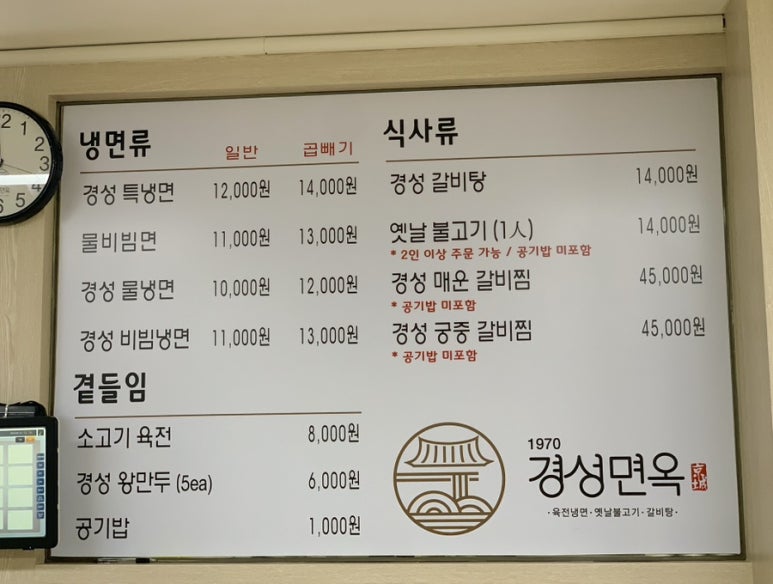 냉면류 일반 곱빼기
경성 특냉면 12,000원 14,000원
물비빔면 11,000원 13,000원
경성 물냉면 10,000원 12,000원
경성 비빔냉면 11,000원 13,000원
곁들임
소고기 육전 8,000원
경성 왕만두 (5ea) 6,000원
공기밥 1,000원
식사류
경성 갈비탕 14,000원
옛날 불고기 (1人) 14,000원
* 2인 이상 주문 가능 / 공기밥 미포함
경성 매운 갈비찜 45,000원
* 공기밥 미포함
경성 궁중 갈비찜 45,000원
* 공기밥 미포함
1970
경성면옥 京城
·육전냉면·옛날불고기·갈비탕·
12
1
2
3
4
5
6